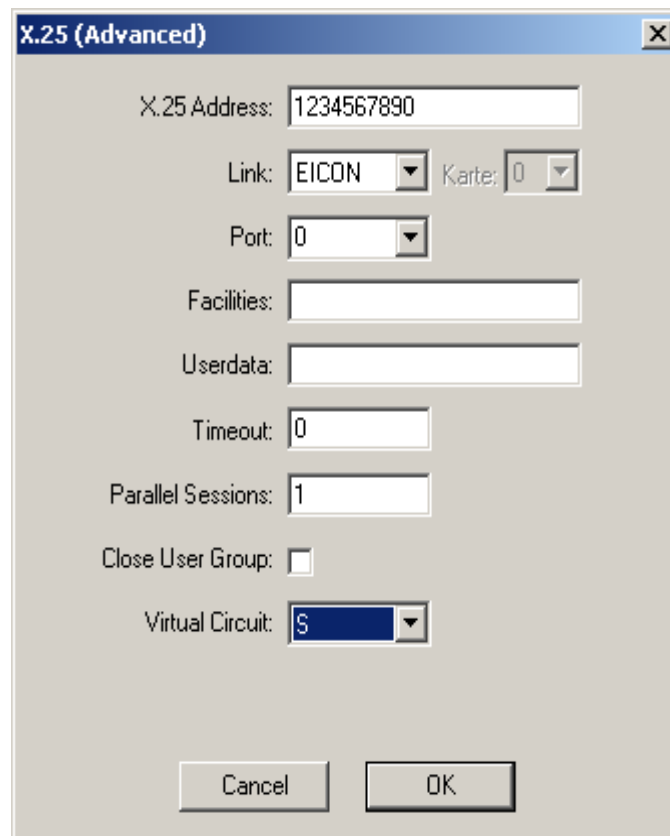 X.25 (Advanced)
X.25 Address: 1234567890
Link: EICON Karte: 0
Port: 0
Facilities:
Userdata:
Timeout: 0
Parallel Sessions: 1
Close User Group:
Virtual Circuit: S
Cancel OK